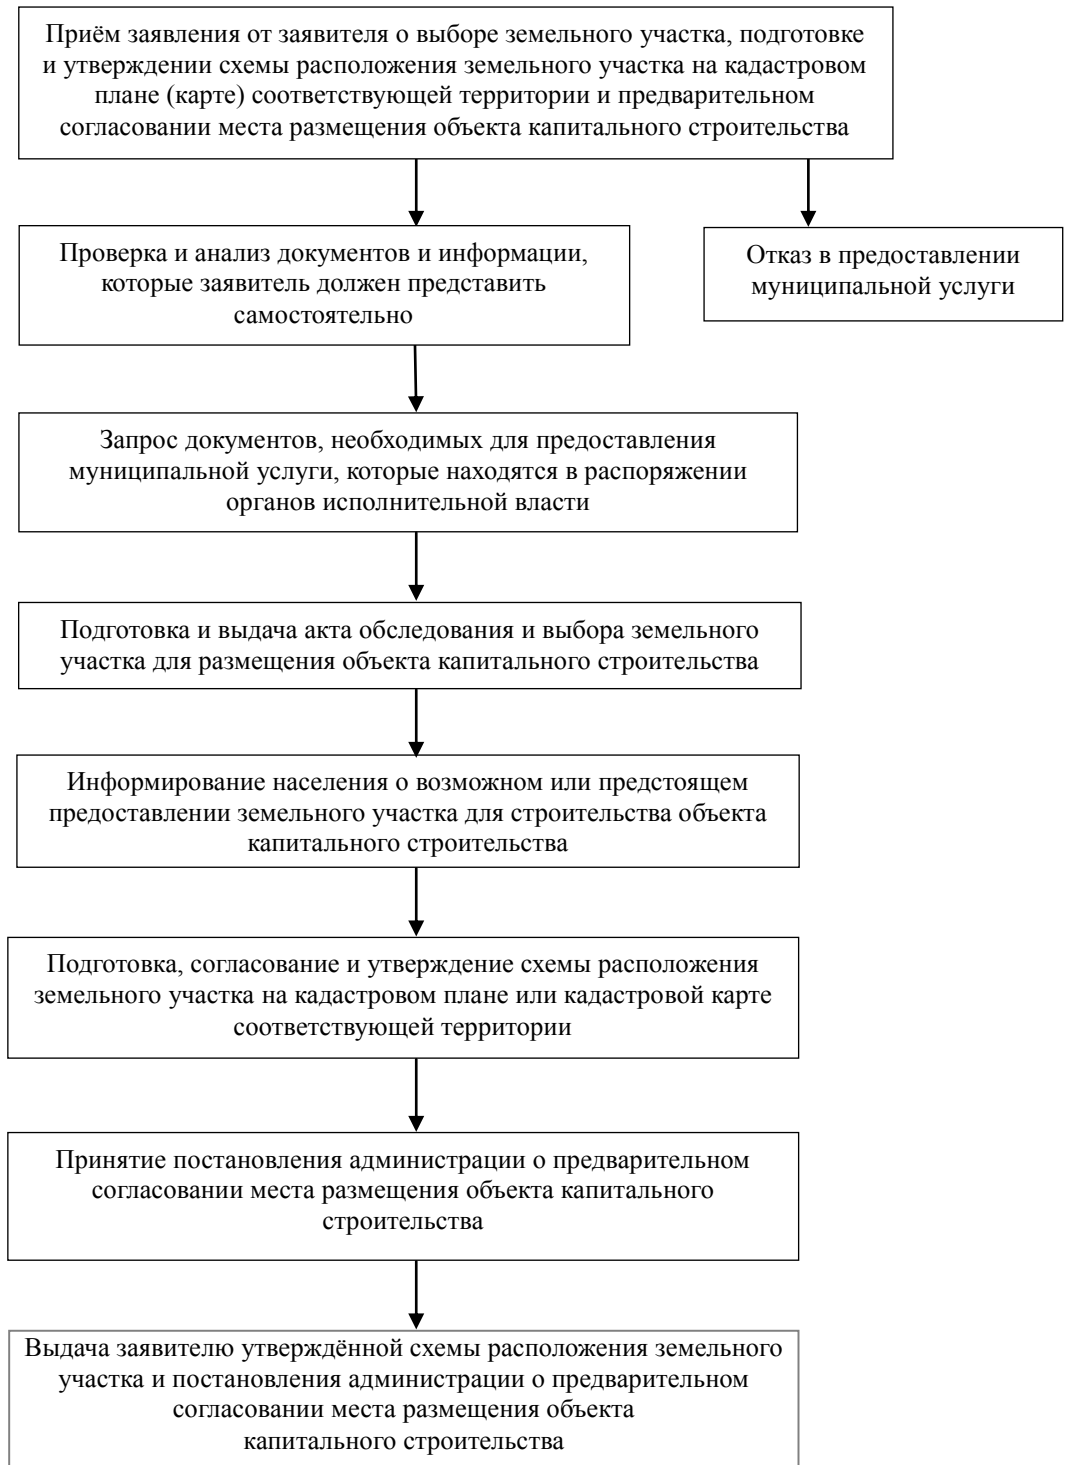 Приём заявления от заявителя о выборе земельного участка, подготовке
и утверждении схемы расположения земельного участка на кадастровом
плане (карте) соответствующей территории и предварительном
согласовании места размещения объекта капитального строительства
Проверка и анализ документов и информации,
которые заявитель должен представить
самостоятельно
Отказ в предоставлении
муниципальной услуги
Запрос документов, необходимых для предоставления
муниципальной услуги, которые находятся в распоряжении
органов исполнительной власти
Подготовка и выдача акта обследования и выбора земельного
участка для размещения объекта капитального строительства
Информирование населения о возможном или предстоящем
предоставлении земельного участка для строительства объекта
капитального строительства
Подготовка, согласование и утверждение схемы расположения
земельного участка на кадастровом плане или кадастровой карте
соответствующей территории
Принятие постановления администрации о предварительном
согласовании места размещения объекта капитального
строительства
Выдача заявителю утверждённой схемы расположения земельного
участка и постановления администрации о предварительном
согласовании места размещения объекта
капитального строительства